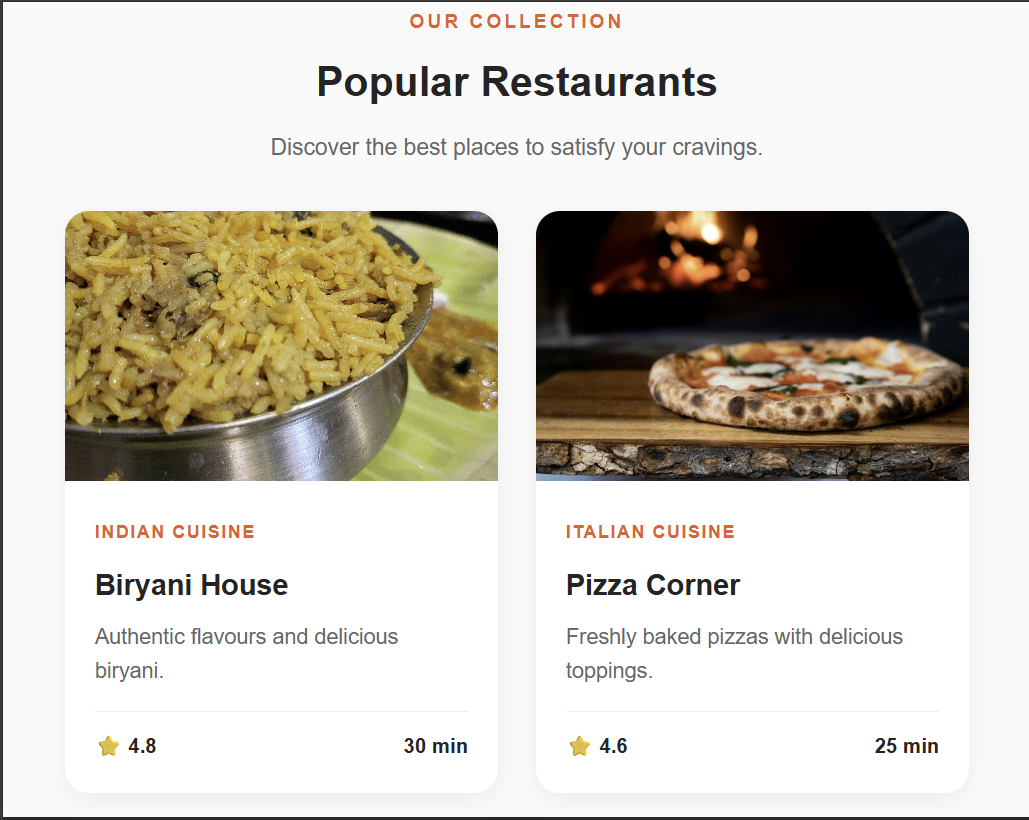 OUR COLLECTION
Popular Restaurants
Discover the best places to satisfy your cravings.
INDIAN CUISINE
Biryani House
Authentic flavours and delicious
biryani.
4.8
30 min
ITALIAN CUISINE
Pizza Corner
Freshly baked pizzas with delicious
toppings.
4.6
25 min